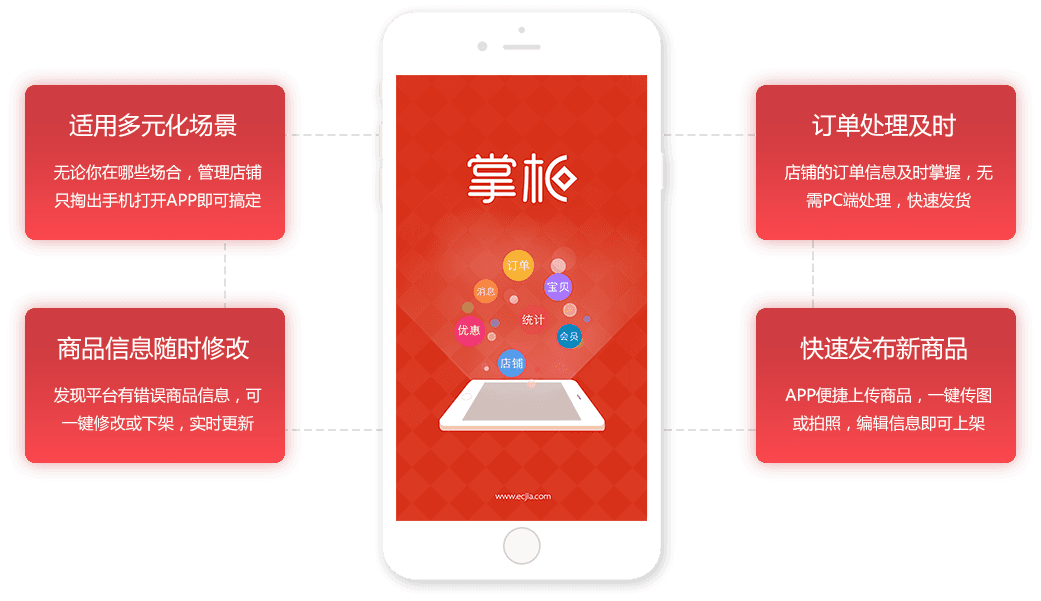 适用多元化场景
无论你在哪些场合，管理店铺
只掏出手机打开APP即可搞定
商品信息随时修改
发现平台有错误商品信息，可
一键修改或下架，实时更新
掌柜
订单
消息
宝贝
统计
优惠
会员
店铺
www.ecjia.com
订单处理及时
店铺的订单信息及时掌握，无
需PC端处理，快速发货
快速发布新商品
APP便捷上传商品，一键传图
或拍照，编辑信息即可上架